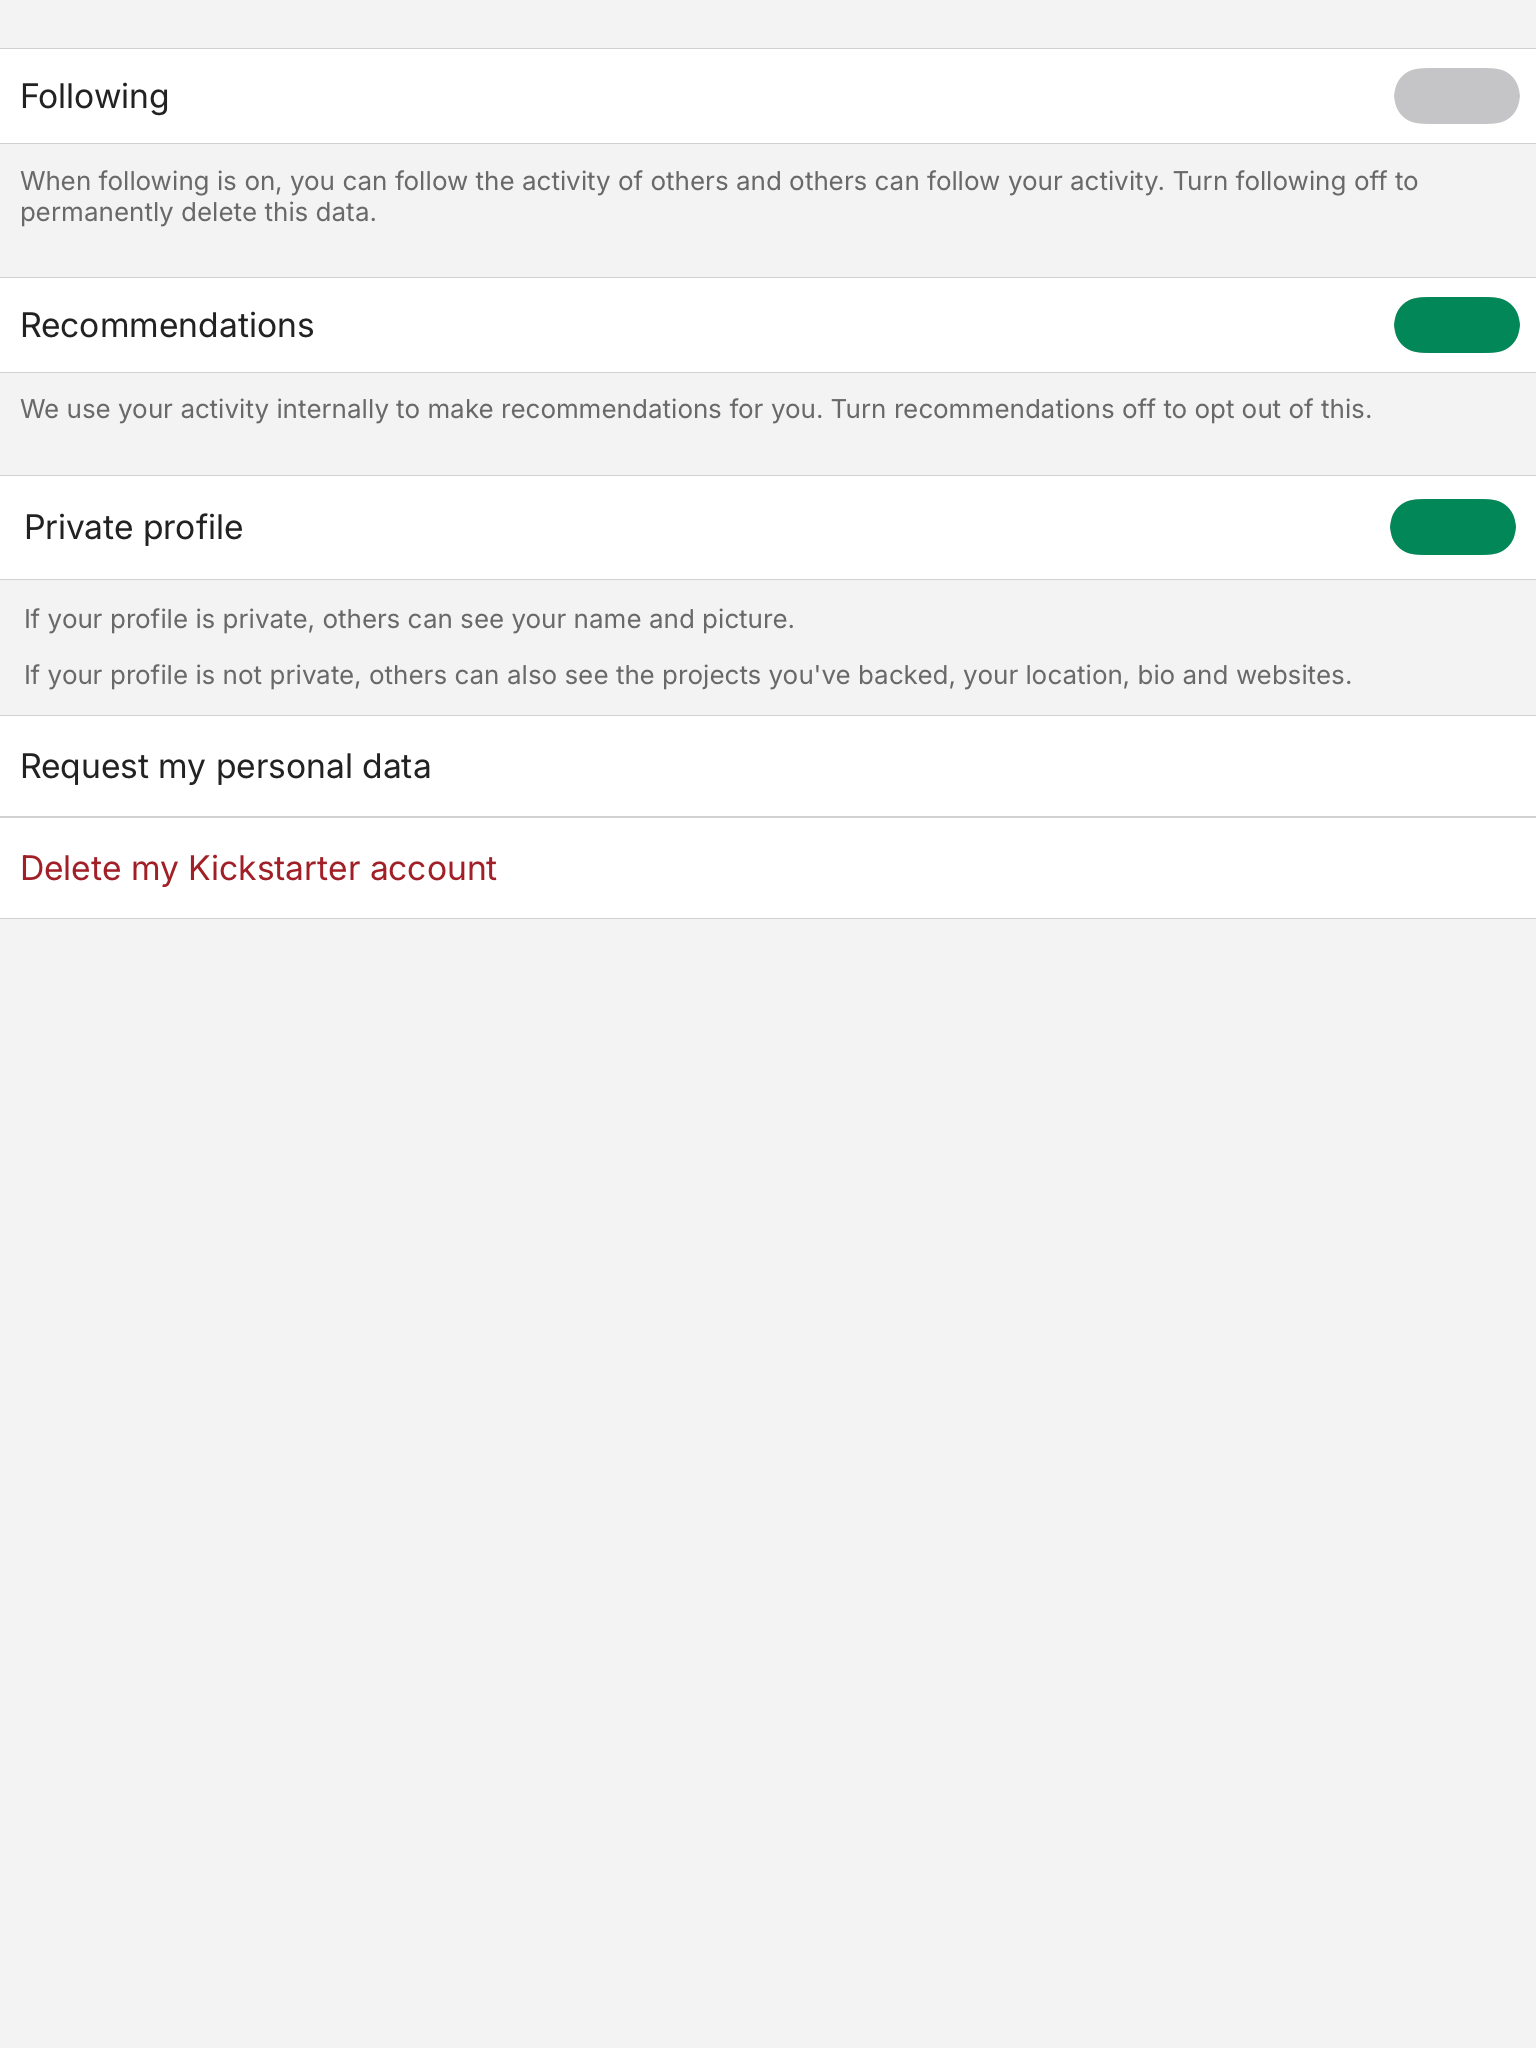 Following
When following is on, you can follow the activity of others and others can follow your activity. Turn following off to
permanently delete this data.
Recommendations
We use your activity internally to make recommendations for you. Turn recommendations off to opt out of this.
Private profile
If your profile is private, others can see your name and picture.
If your profile is not private, others can also see the projects you've backed, your location, bio and websites.
Request my personal data
Delete my Kickstarter account